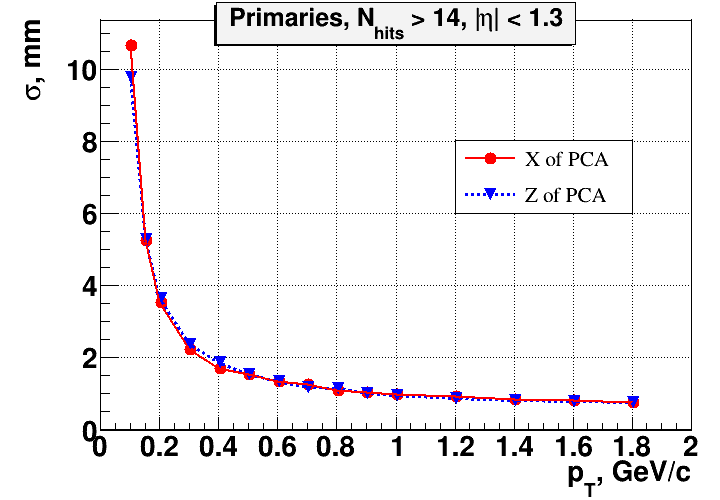 Primaries, N_hits > 14, |η| < 1.3
σ, mm
10
8
6
4
2
0
X of PCA
Z of PCA
0 0.2 0.4 0.6 0.8 1 1.2 1.4 1.6 1.8 2
p_T, GeV/c